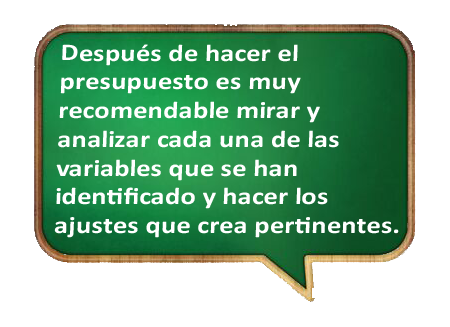 Después de hacer el
presupuesto es muy
recomendable mirar y
analizar cada una de las
variables que se han
identificado y hacer los
ajustes que crea pertinentes.